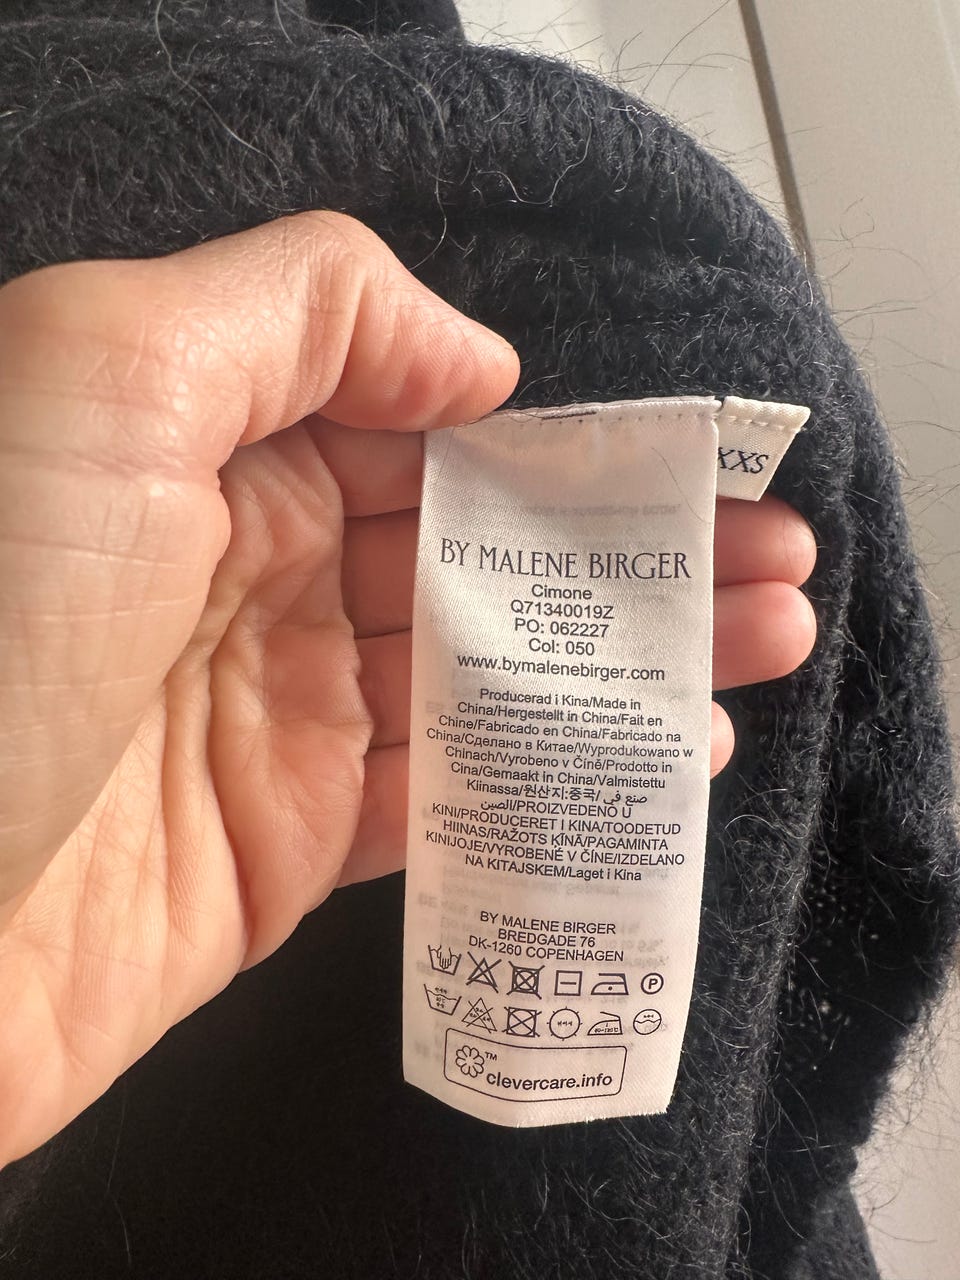 XXS
BY MALENE BIRGER
Cimone
Q71340019Z
PO: 062227
Col: 050
www.bymalenebirger.com
Producerad i Kina/Made in
China/Hergestellt in China/Fait en
Chine/Fabricado en China/Fabricado na
China/Сделано в Китае/Wyprodukowano w
Chinach/Vyrobeno v Číně/Prodotto in
Cina/Gemaakt in China/Valmistettu
Kiinassa/원산지:중국/صنع في
الصين/PROIZVEDENO U
KINI/PRODUCERET I KINA/TOODETUD
HIINAS/RAŽOTS ĶĪNĀ/PAGAMINTA
KINIJOJE/VYROBENÉ V ČÍNE/IZDELANO
NA KITAJSKEM/Laget i Kina
BY MALENE BIRGER
BREDGADE 76
DK-1260 COPENHAGEN
P
TM
clevercare.info